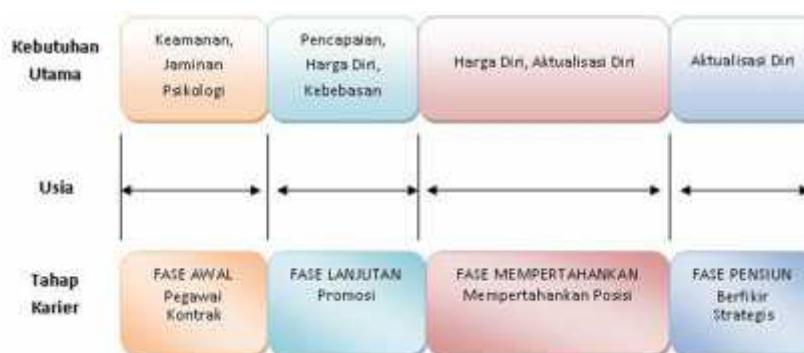 Kebutuhan
Utama
Keamanan,
Jaminan
Psikologi
Pencapaian,
Harga Diri,
Kebebasan
Harga Diri, Aktualisasi Diri
Aktualisasi Diri
Usia
Tahap
Karier
FASE AWAL
Pegawai
Kontrak
FASE LANJUTAN
Promosi
FASE MEMPERTAHANKAN
Mempertahankan Posisi
FASE PENSIUN
Berfikir
Strategis